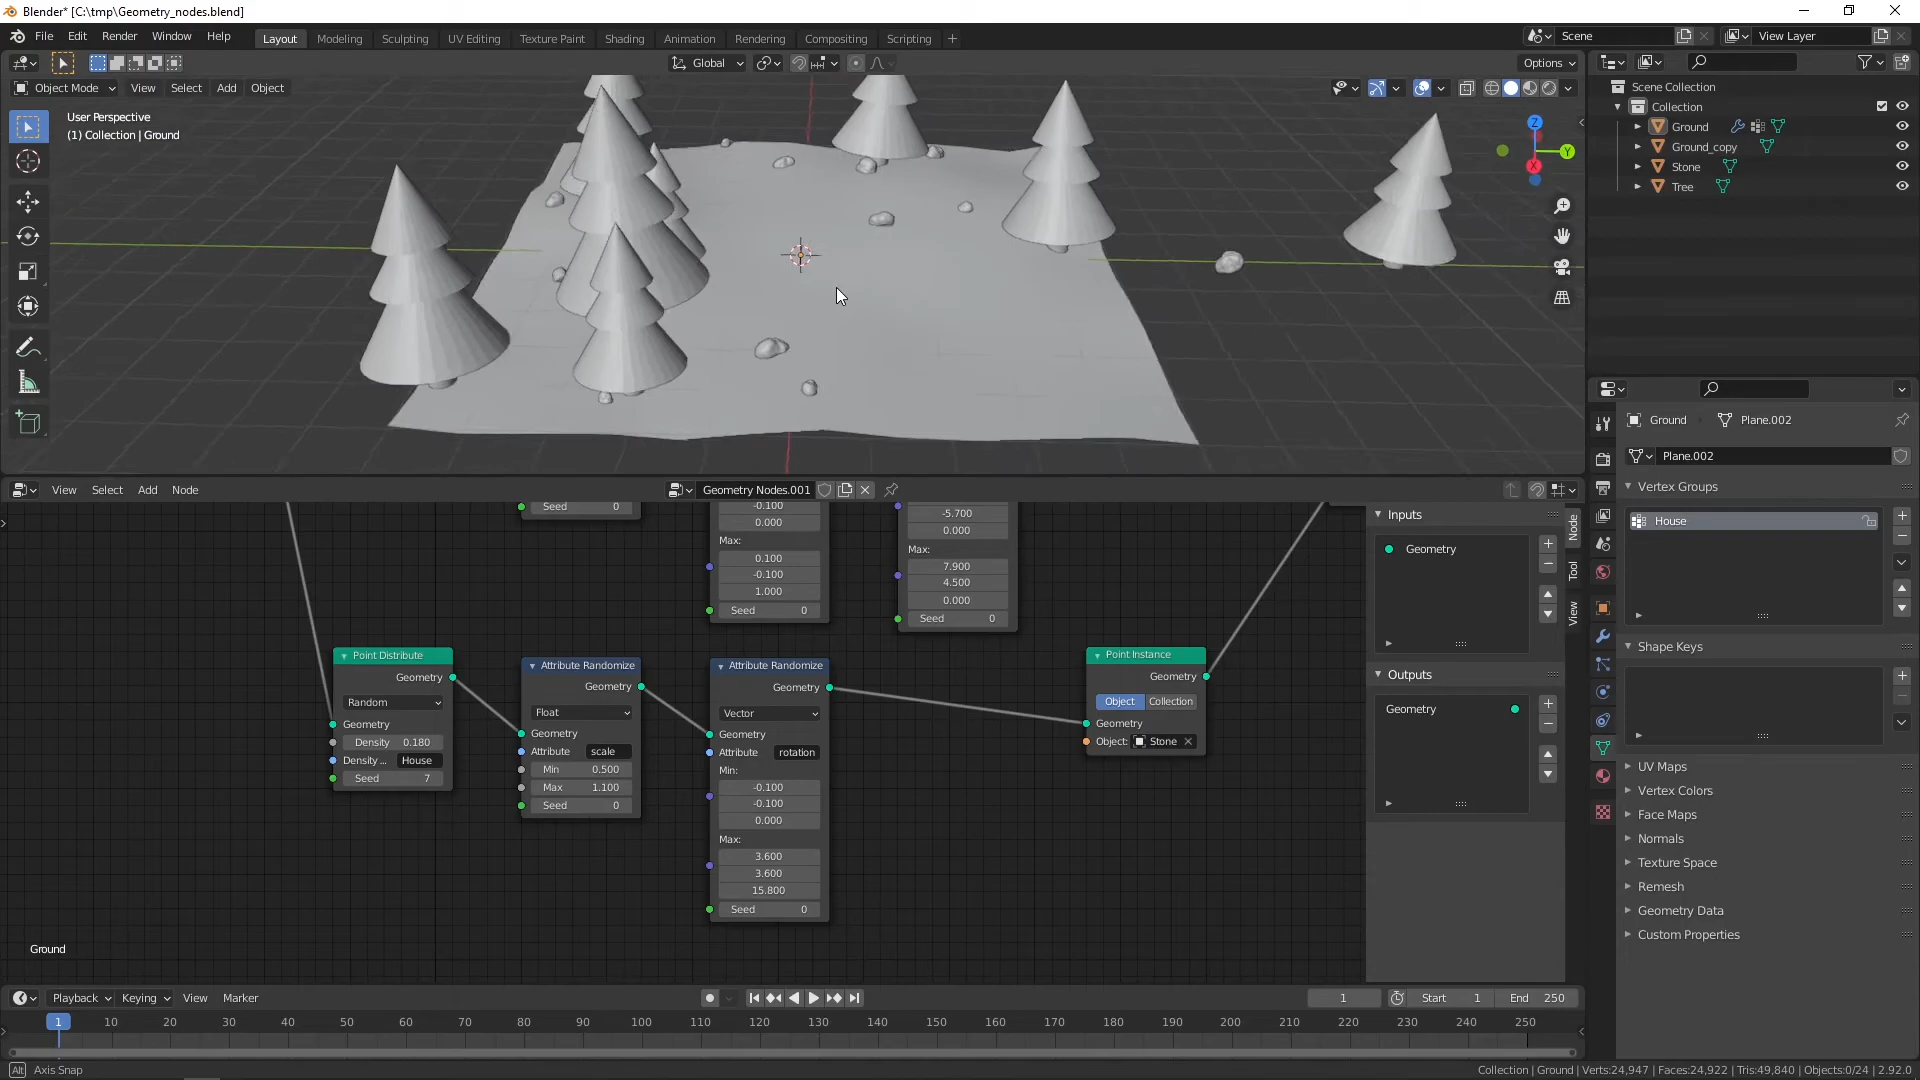 Blender* [C:\tmp\Geometry_nodes.blend]
File Edit Render Window Help Layout Modeling Sculpting UV Editing Texture Paint Shading Animation Rendering Compositing Scripting + Scene View Layer
Global Options
Object Mode View Select Add Object
User Perspective
(1) Collection | Ground
Z
Y
X
Scene Collection
Collection
Ground
Ground_copy
Stone
Tree
Ground Plane.002
Plane.002
Vertex Groups
House
Shape Keys
UV Maps
Vertex Colors
Face Maps
Normals
Texture Space
Remesh
Geometry Data
Custom Properties
View Select Add Node Geometry Nodes.001
Seed 0
-0.100
0.000
Max:
0.100
-0.100
1.000
Seed 0
-5.700
0.000
Max:
7.900
4.500
0.000
Seed 0
Point Distribute
Geometry
Random
Geometry
Density 0.180
Density ... House
Seed 7
Attribute Randomize
Geometry
Float
Geometry
Attribute scale
Min 0.500
Max 1.100
Seed 0
Attribute Randomize
Geometry
Vector
Geometry
Attribute rotation
Min:
-0.100
-0.100
0.000
Max:
3.600
3.600
15.800
Seed 0
Point Instance
Geometry
Object Collection
Geometry
Object: Stone
Inputs
Geometry
Outputs
Geometry
Node
Tool
View
Ground
Playback Keying View Marker 1 Start 1 End 250
1 10 20 30 40 50 60 70 80 90 100 110 120 130 140 150 160 170 180 190 200 210 220 230 240 250
Alt Axis Snap Collection | Ground | Verts:24,947 | Faces:24,922 | Tris:49,840 | Objects:0/24 | 2.92.0